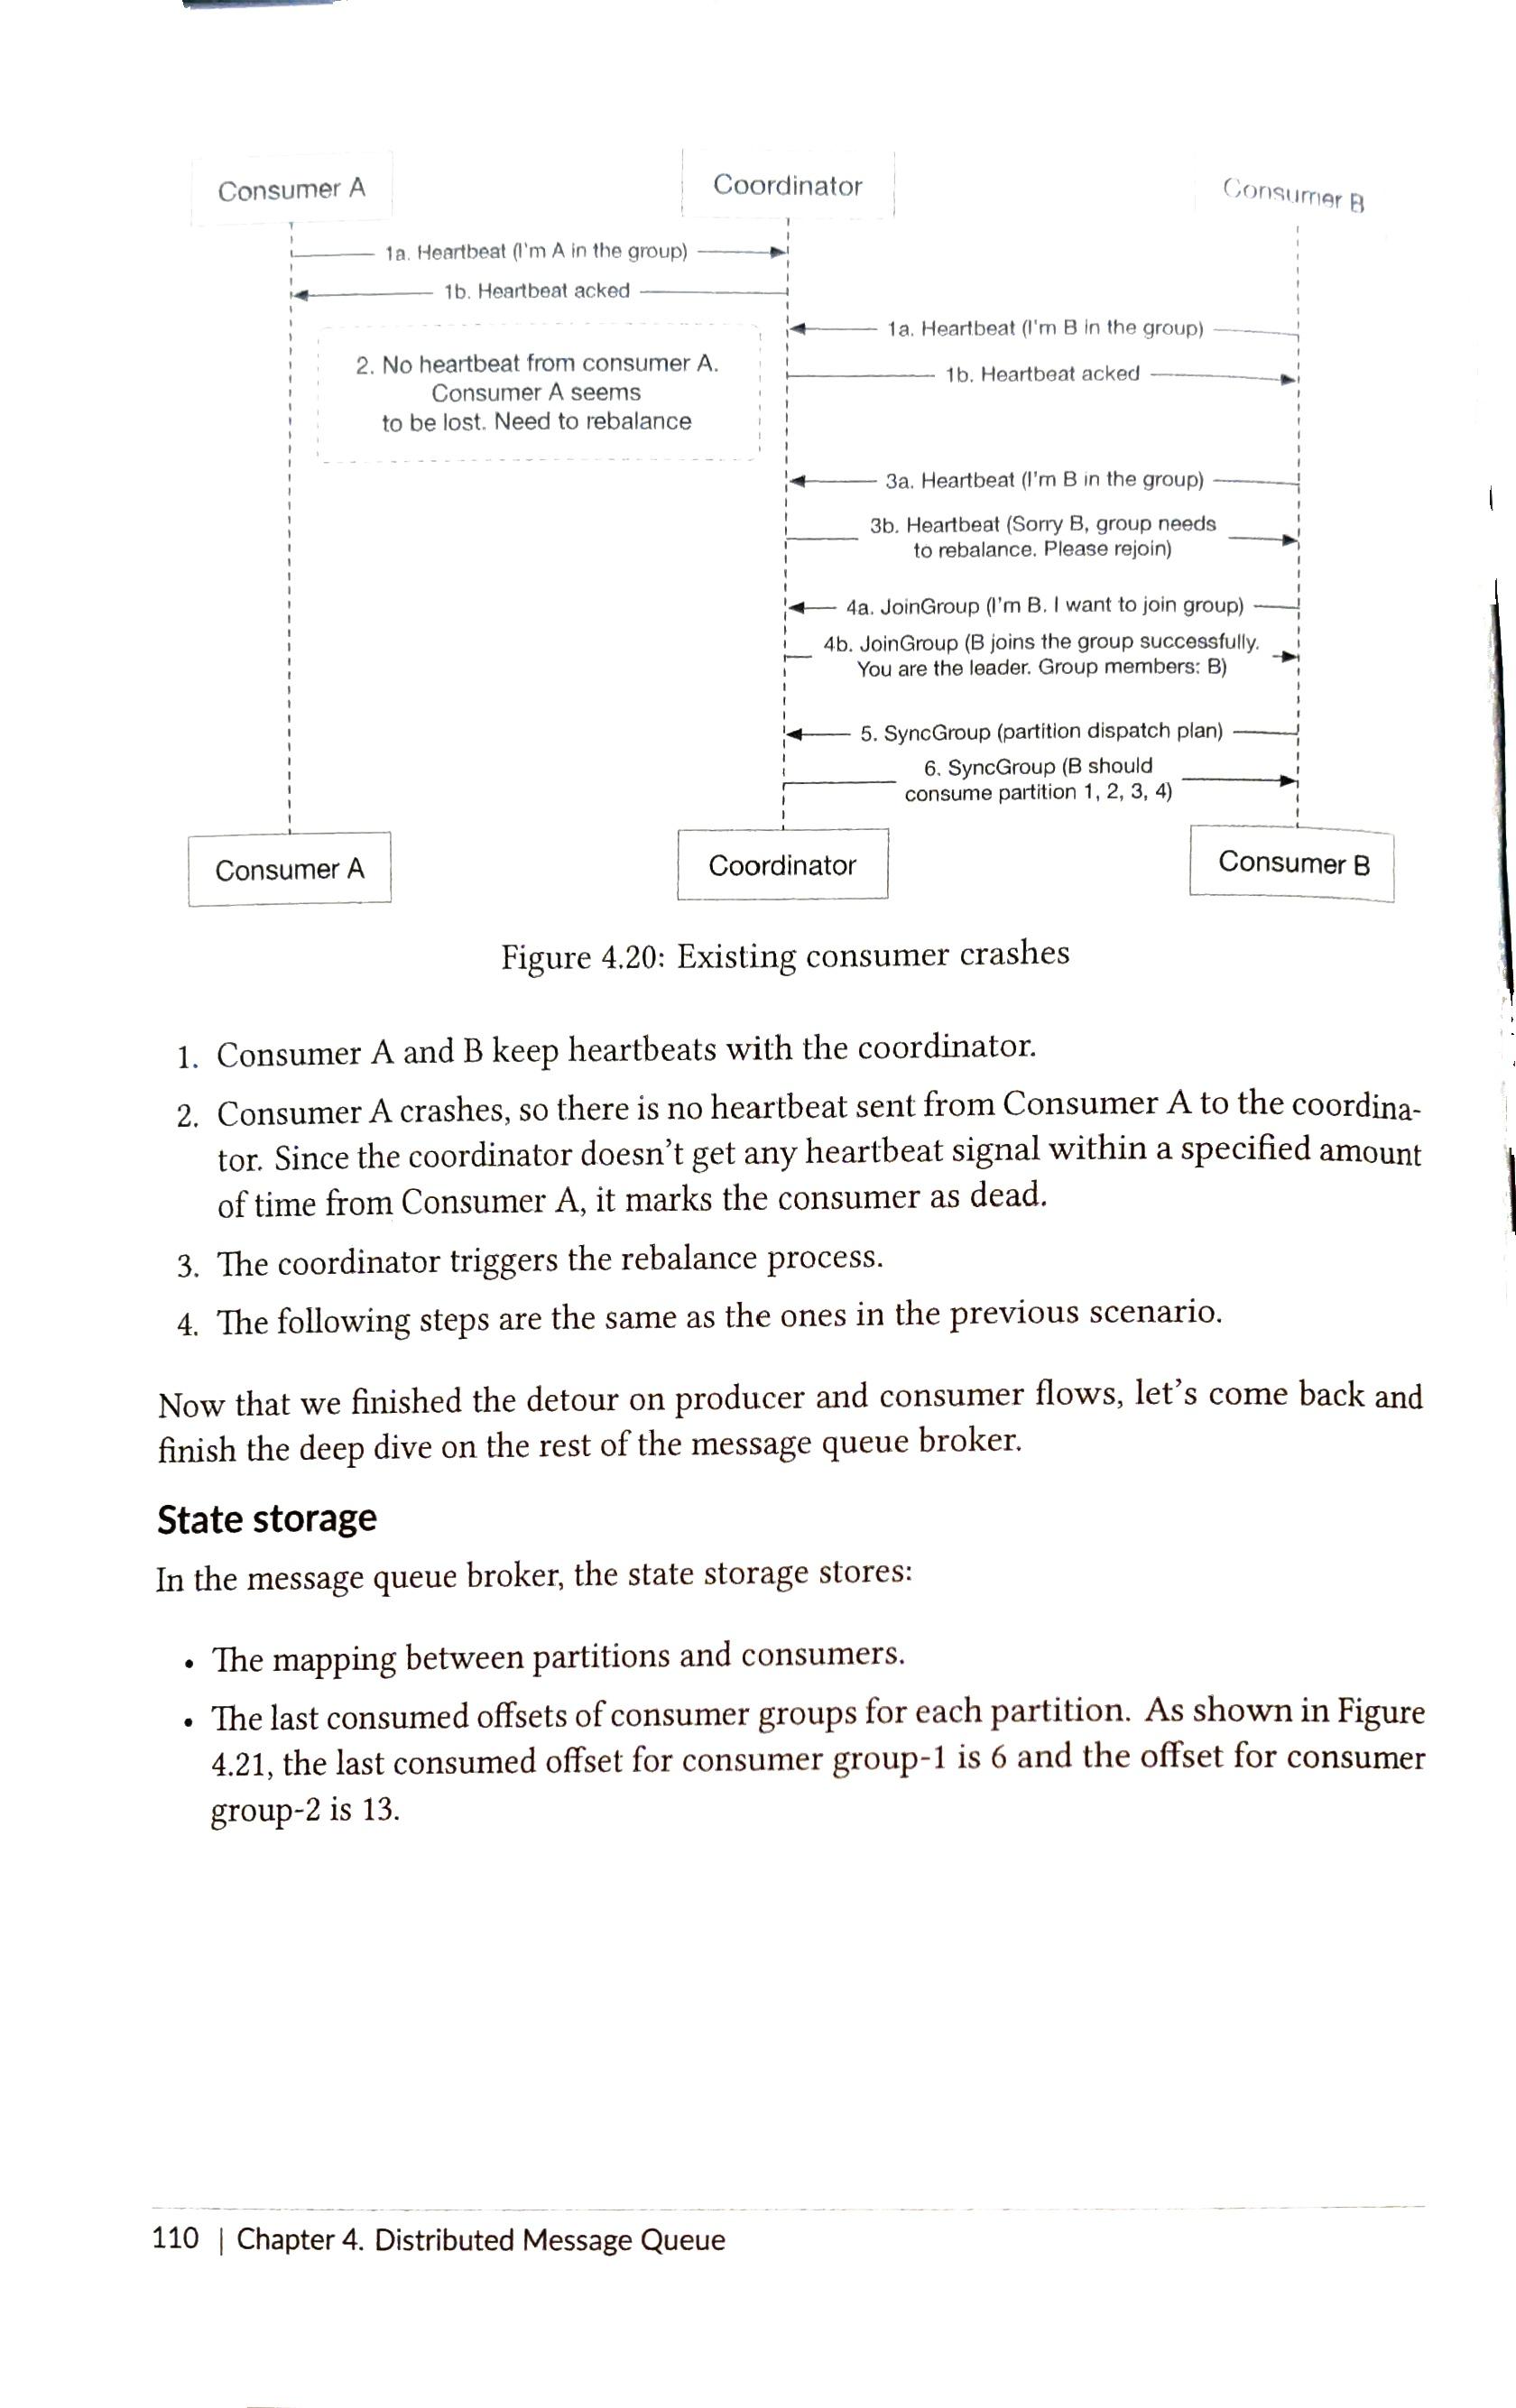 Consumer A
Coordinator
Consumer B
1a. Heartbeat (I'm A in the group)
1b. Heartbeat acked
1a. Heartbeat (I'm B in the group)
1b. Heartbeat acked
2. No heartbeat from consumer A.
Consumer A seems
to be lost. Need to rebalance
3a. Heartbeat (I'm B in the group)
3b. Heartbeat (Sorry B, group needs
to rebalance. Please rejoin)
4a. JoinGroup (I'm B. I want to join group)
4b. JoinGroup (B joins the group successfully.
You are the leader. Group members: B)
5. SyncGroup (partition dispatch plan)
6. SyncGroup (B should
consume partition 1, 2, 3, 4)
Consumer A
Coordinator
Consumer B
Figure 4.20: Existing consumer crashes
1. Consumer A and B keep heartbeats with the coordinator.
2. Consumer A crashes, so there is no heartbeat sent from Consumer A to the coordina-
tor. Since the coordinator doesn't get any heartbeat signal within a specified amount
of time from Consumer A, it marks the consumer as dead.
3. The coordinator triggers the rebalance process.
4. The following steps are the same as the ones in the previous scenario.
Now that we finished the detour on producer and consumer flows, let's come back and
finish the deep dive on the rest of the message queue broker.
State storage
In the message queue broker, the state storage stores:
• The mapping between partitions and consumers.
• The last consumed offsets of consumer groups for each partition. As shown in Figure
4.21, the last consumed offset for consumer group-1 is 6 and the offset for consumer
group-2 is 13.
110 | Chapter 4. Distributed Message Queue